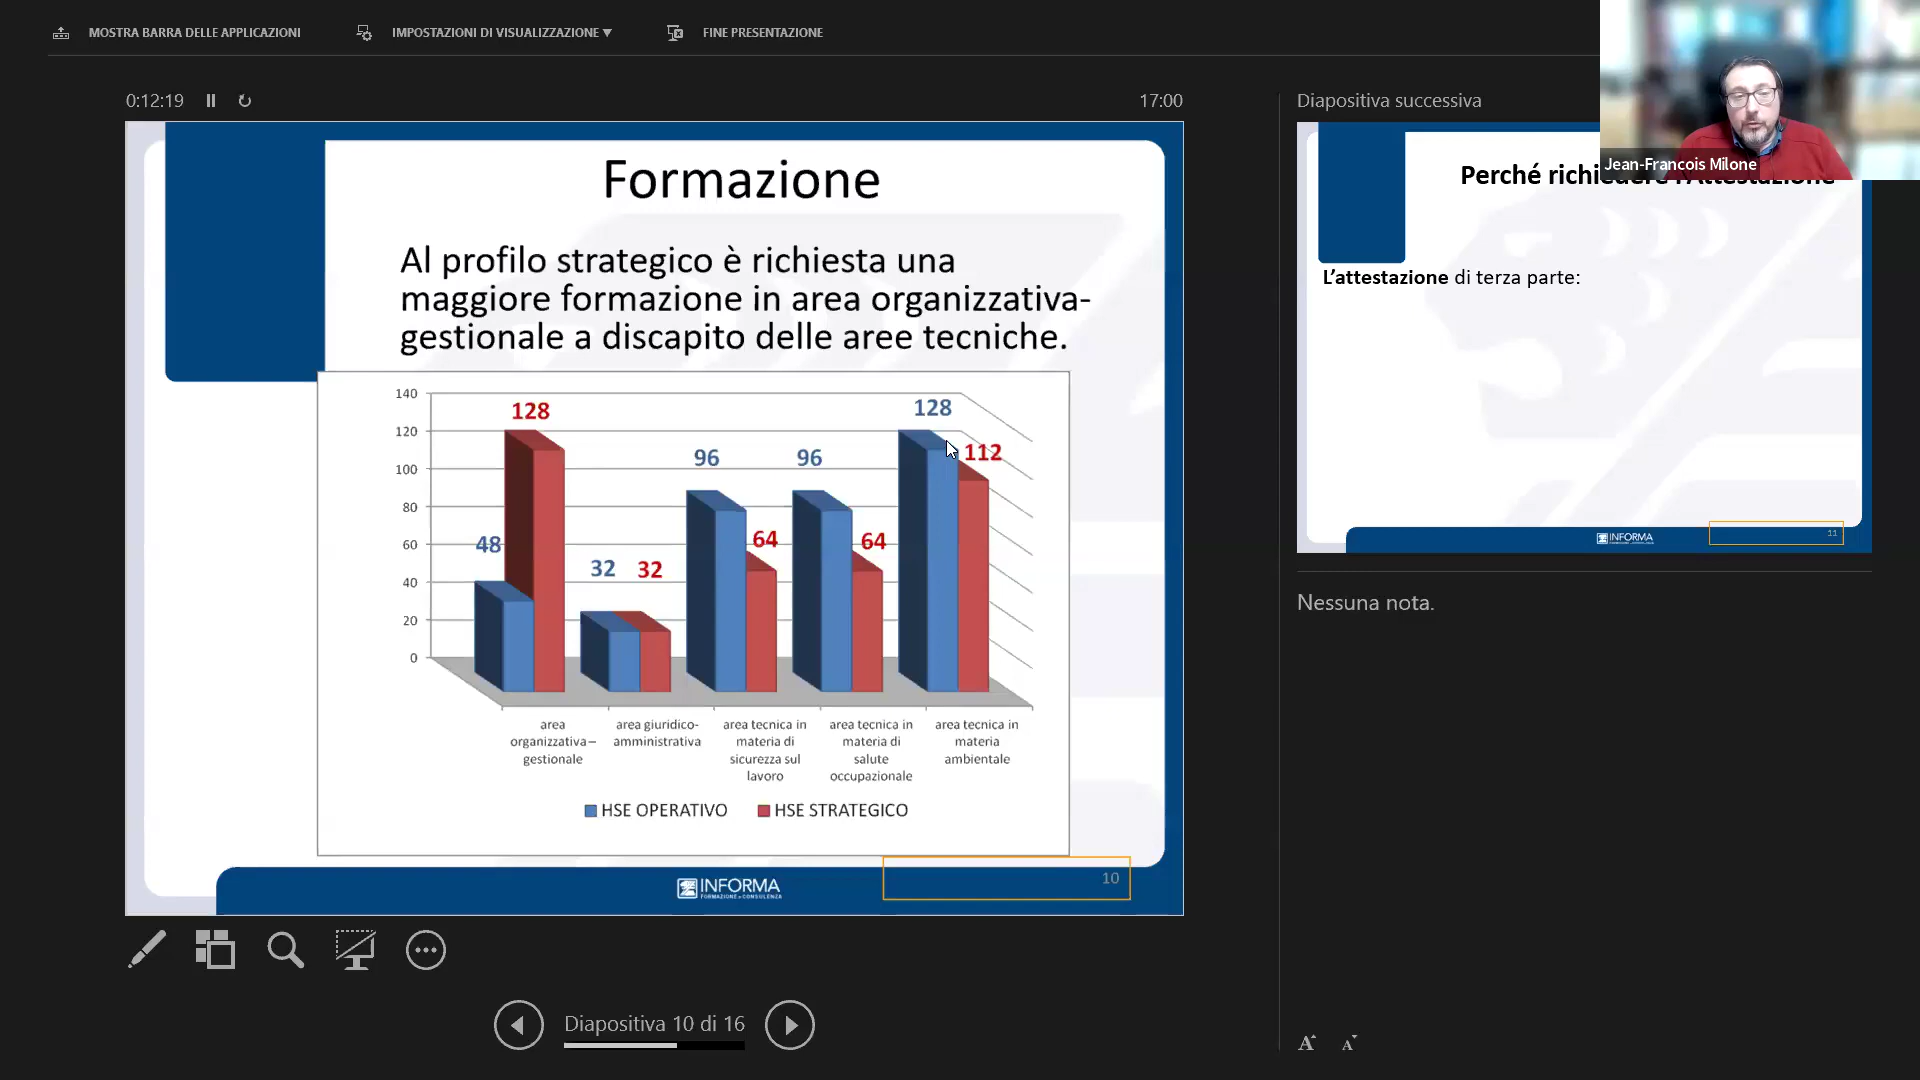 MOSTRA BARRA DELLE APPLICAZIONI
IMPOSTAZIONI DI VISUALIZZAZIONE ▼
FINE PRESENTAZIONE
0:12:19
17:00
Formazione
Al profilo strategico è richiesta una
maggiore formazione in area organizzativa-
gestionale a discapito delle aree tecniche.
140
120
100
80
60
40
20
0
48
128
32
32
96
64
96
64
128
112
area
organizzativa–
gestionale
area giuridico-
amministrativa
area tecnica in
materia di
sicurezza sul
lavoro
area tecnica in
materia di
salute
occupazionale
area tecnica in
materia
ambientale
HSE OPERATIVO
HSE STRATEGICO
INFORMA
FORMAZIONE e CONSULENZA
10
Diapositiva 10 di 16
Diapositiva successiva
Jean-Francois Milone
Perché richiedere l'Attestazione
L'attestazione di terza parte:
INFORMA
11
Nessuna nota.
A A